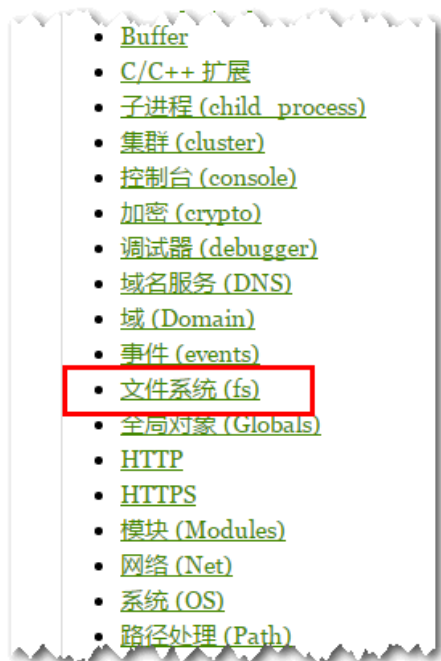 Buffer
C/C++ 扩展
子进程 (child_process)
集群 (cluster)
控制台 (console)
加密 (crypto)
调试器 (debugger)
域名服务 (DNS)
域 (Domain)
事件 (events)
文件系统 (fs)
全局对象 (Globals)
HTTP
HTTPS
模块 (Modules)
网络 (Net)
系统 (OS)
路径处理 (Path)